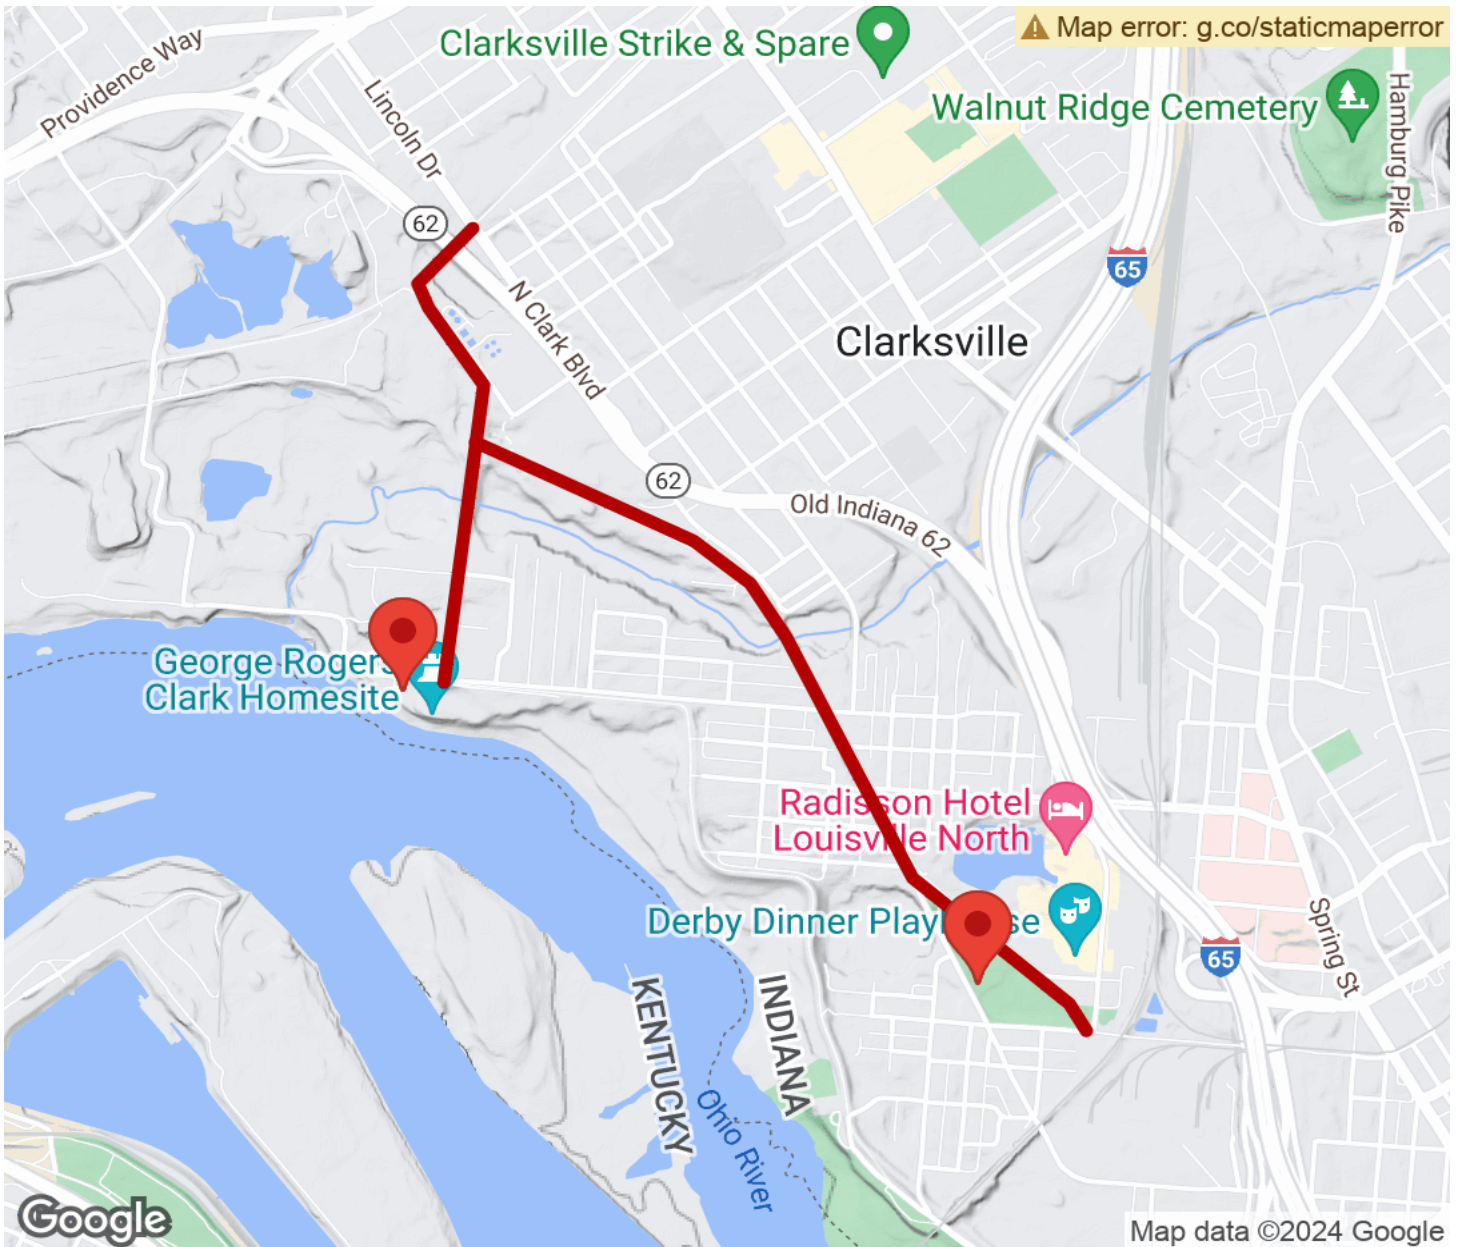 Map error: g.co/staticmaperror
Clarksville Strike & Spare
Providence Way
Lincoln Dr
Walnut Ridge Cemetery
Hamburg Pike
62
65
N Clark Blvd
Clarksville
62
Old Indiana 62
George Rogers
Clark Homesite
Radisson Hotel
Louisville North
Derby Dinner Play
se
65
Spring St
KENTUCKY
INDIANA
Ohio River
Google
Map data ©2024 Google